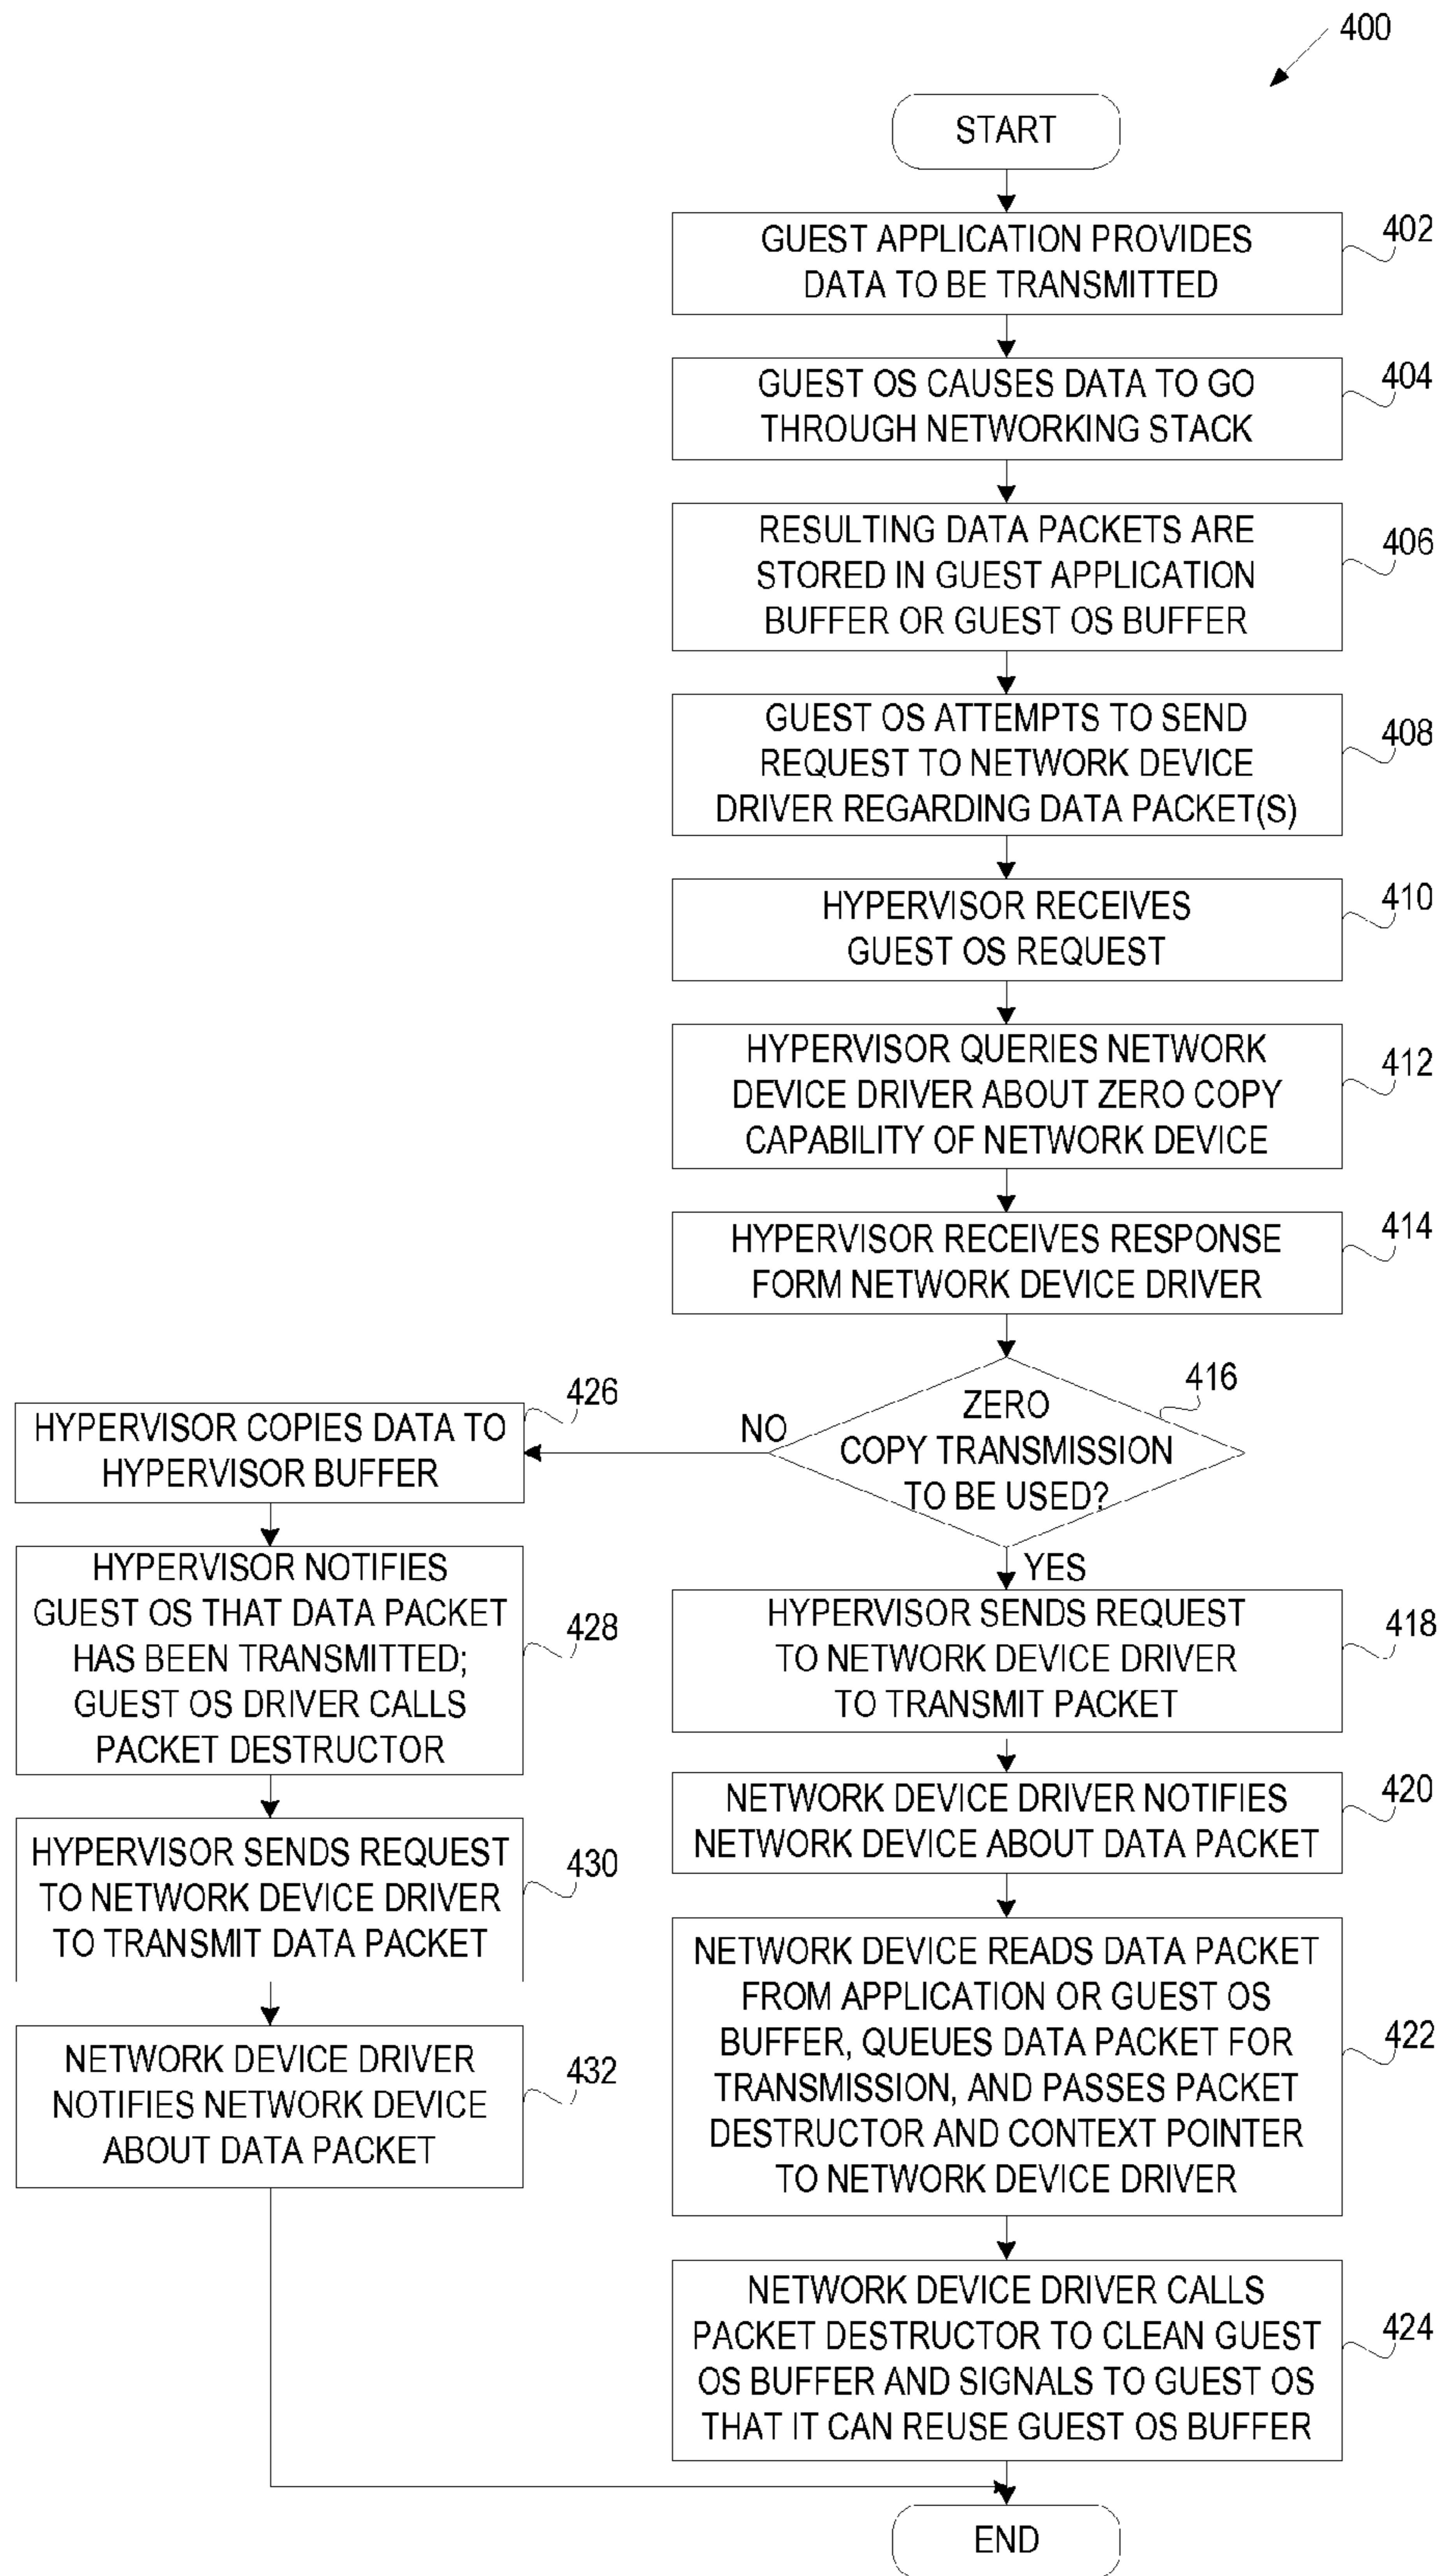 400
START
GUEST APPLICATION PROVIDES
DATA TO BE TRANSMITTED
402
GUEST OS CAUSES DATA TO GO
THROUGH NETWORKING STACK
404
RESULTING DATA PACKETS ARE
STORED IN GUEST APPLICATION
BUFFER OR GUEST OS BUFFER
406
GUEST OS ATTEMPTS TO SEND
REQUEST TO NETWORK DEVICE
DRIVER REGARDING DATA PACKET(S)
408
HYPERVISOR RECEIVES
GUEST OS REQUEST
410
HYPERVISOR QUERIES NETWORK
DEVICE DRIVER ABOUT ZERO COPY
CAPABILITY OF NETWORK DEVICE
412
HYPERVISOR RECEIVES RESPONSE
FORM NETWORK DEVICE DRIVER
414
ZERO
COPY TRANSMISSION
TO BE USED?
416
NO
YES
HYPERVISOR COPIES DATA TO
HYPERVISOR BUFFER
426
HYPERVISOR NOTIFIES
GUEST OS THAT DATA PACKET
HAS BEEN TRANSMITTED;
GUEST OS DRIVER CALLS
PACKET DESTRUCTOR
428
HYPERVISOR SENDS REQUEST
TO NETWORK DEVICE DRIVER
TO TRANSMIT DATA PACKET
430
NETWORK DEVICE DRIVER
NOTIFIES NETWORK DEVICE
ABOUT DATA PACKET
432
HYPERVISOR SENDS REQUEST
TO NETWORK DEVICE DRIVER
TO TRANSMIT PACKET
418
NETWORK DEVICE DRIVER NOTIFIES
NETWORK DEVICE ABOUT DATA PACKET
420
NETWORK DEVICE READS DATA PACKET
FROM APPLICATION OR GUEST OS
BUFFER, QUEUES DATA PACKET FOR
TRANSMISSION, AND PASSES PACKET
DESTRUCTOR AND CONTEXT POINTER
TO NETWORK DEVICE DRIVER
422
NETWORK DEVICE DRIVER CALLS
PACKET DESTRUCTOR TO CLEAN GUEST
OS BUFFER AND SIGNALS TO GUEST OS
THAT IT CAN REUSE GUEST OS BUFFER
424
END